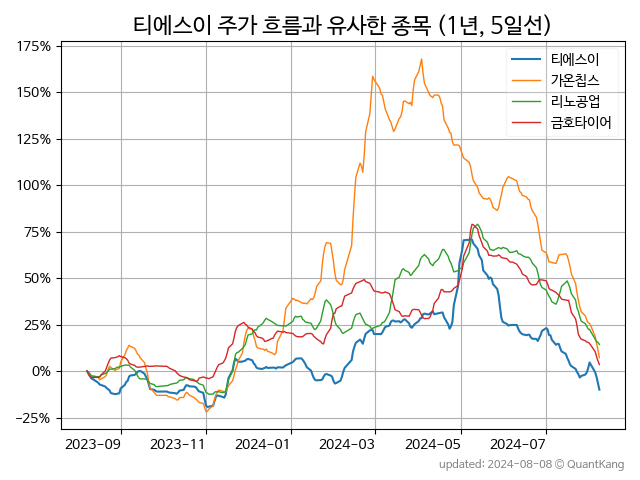 티에스이 주가 흐름과 유사한 종목 (1년, 5일선)
티에스이
가온칩스
리노공업
금호타이어
175%
150%
125%
100%
75%
50%
25%
0%
−25%
2023-09 2023-11 2024-01 2024-03 2024-05 2024-07
updated: 2024-08-08 © QuantKang